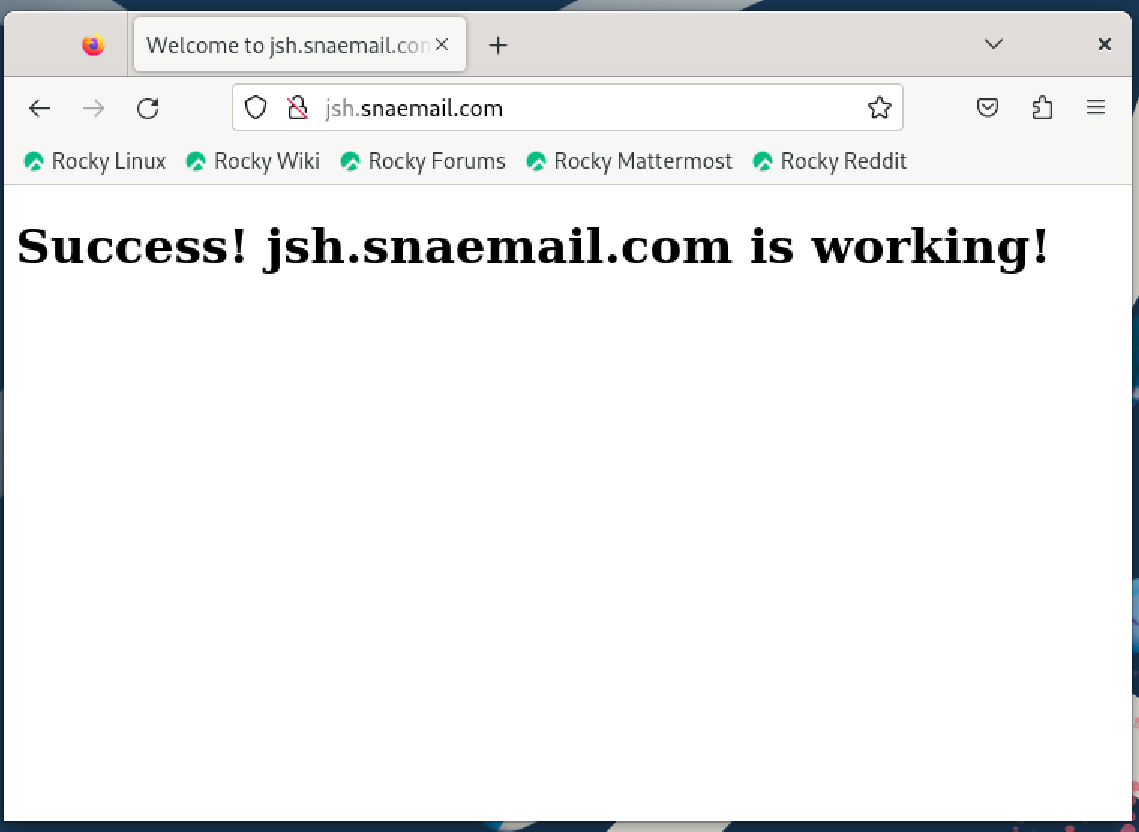 Welcome to jsh.snaemail.com
jsh.snaemail.com
Rocky Linux Rocky Wiki Rocky Forums Rocky Mattermost Rocky Reddit
Success! jsh.snaemail.com is working!